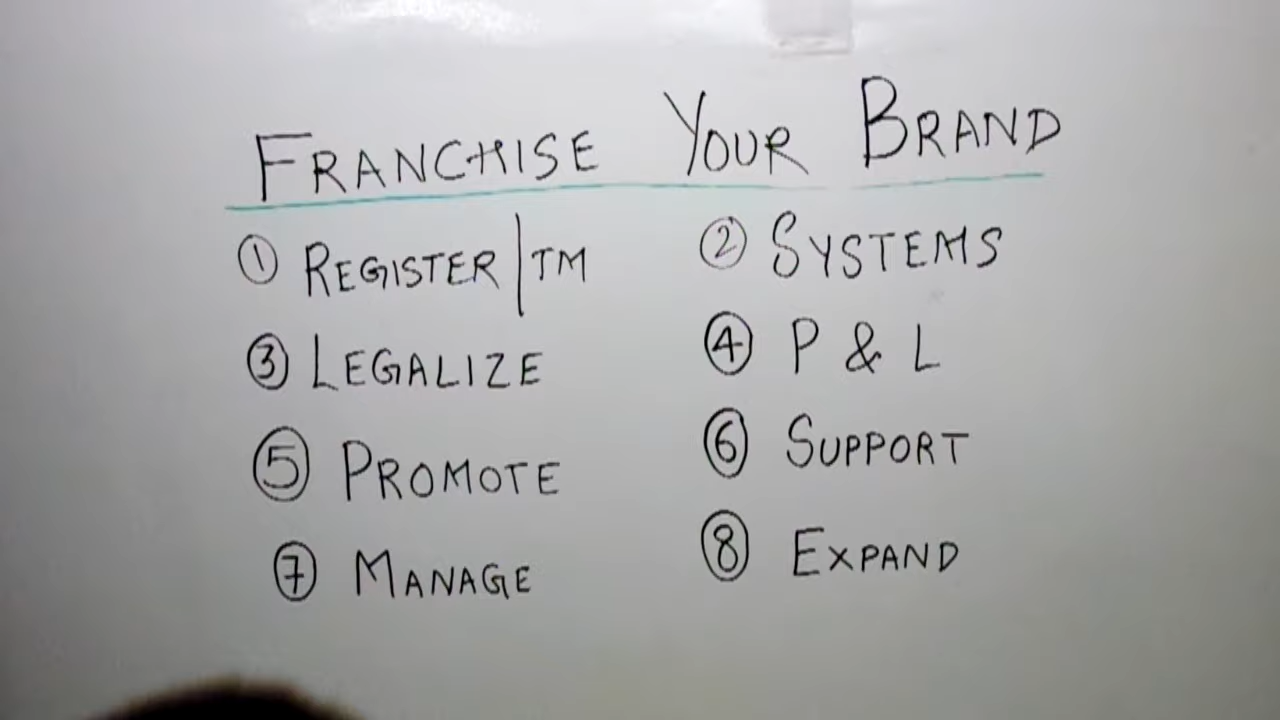 FRANCHISE YOUR BRAND
① REGISTER | TM ② SYSTEMS
③ LEGALIZE ④ P & L
⑤ PROMOTE ⑥ SUPPORT
⑦ MANAGE ⑧ EXPAND